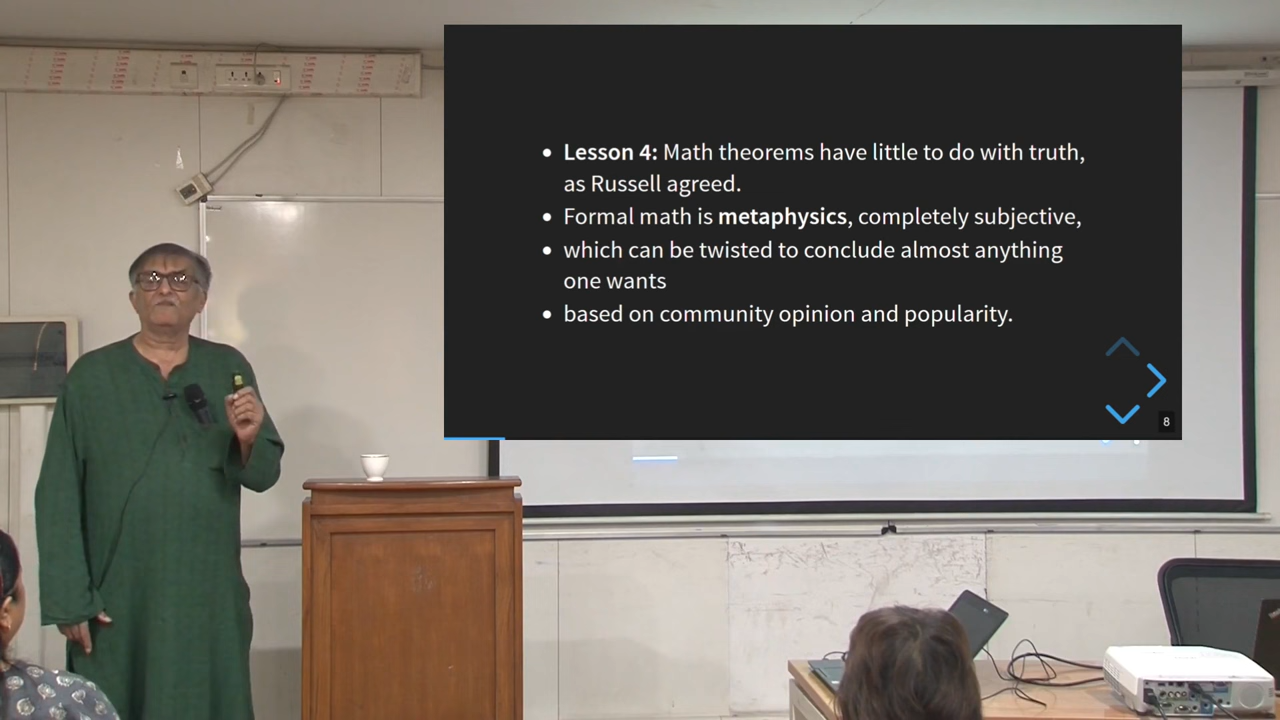 • Lesson 4: Math theorems have little to do with truth,
as Russell agreed.
• Formal math is metaphysics, completely subjective,
• which can be twisted to conclude almost anything
one wants
• based on community opinion and popularity.
8